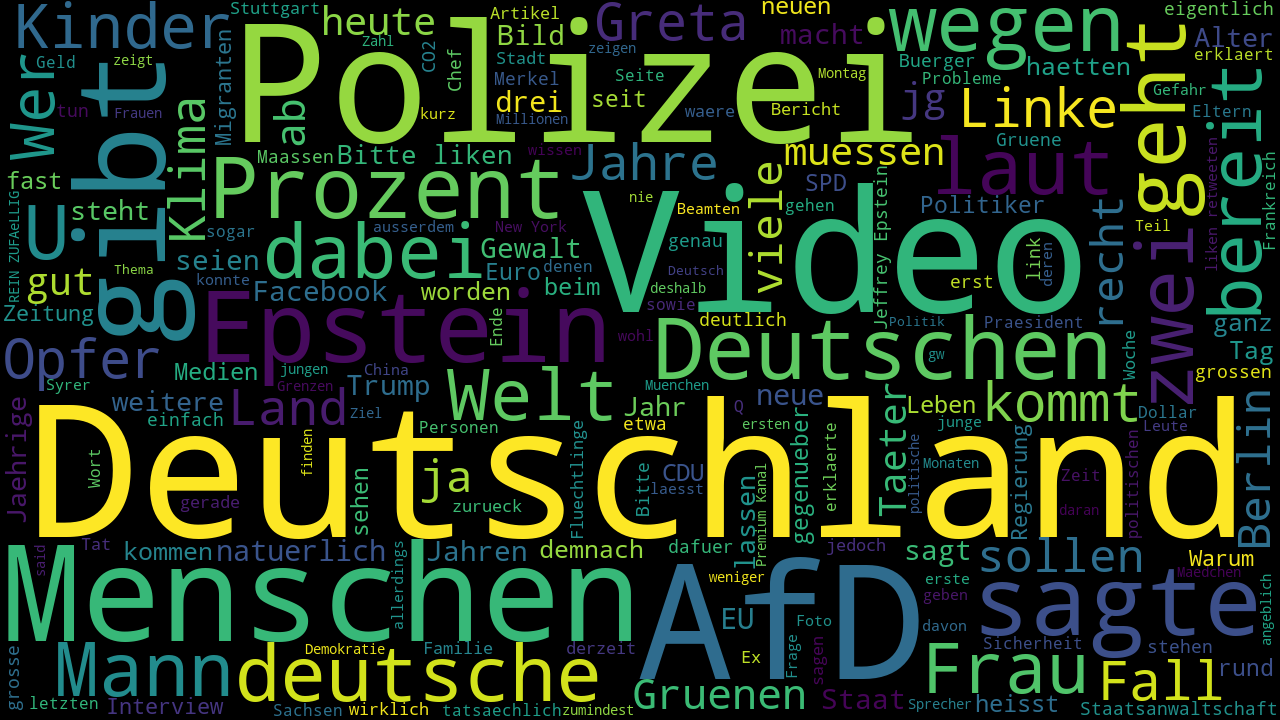 Stuttgart
heute
Artikel
Greta
neuen
wegen
eigentlich
Kinder
Polizei
Zahl
CO2
Chef
Bild
zeigen
macht
geht
Alter
Wer
Geld
zeigt
gibt
Migranten
ab
Stadt
Merkel
Seite
Montag
Buerger
haetten
erklaert
Probleme
tun
Frauen
Klima
kurz
drei
Millionen
seit
waere
Bericht
jg
Linke
Gefahr
Eltern
bereit
Maassen
Bitte liken
wissen
Jahre
muessen
Gruene
laut
fast
Prozent
Video
nie
viele
SPD
Politiker
recht
zwei
liken retweeten
Frankreich
REIN ZUFAeLLIG
U
steht
sogar
dabei
ausserdem
New York
Gewalt
Beamten
gehen
Jeffrey Epstein
Teil
seien
genau
erst
link
deren
gut
Thema
konnte
Facebook
worden
Euro
denen
beim
Deutsch
deshalb
sowie
Zeitung
Epstein
Ende
wohl
deutlich
Politik
Praesident
ganz
Opfer
Medien
jungen
China
Deutschen
gw
Woche
Tag
Syrer
Grenzen
Trump
Welt
Muenchen
grossen
Jaehrige
weitere
Land
Ziel
Jahr
Q
neue
Taeter
Leben
kommt
Dollar
einfach
Personen
etwa
ersten
junge
Leute
Deutschland
Wort
finden
sehen
ja
Fluechtlinge
Bitte
CDU
laesst
lassen
Premium Kanal
gegenueber
erklaerte
politische
Monaten
Regierung
Zeit
politischen
Berlin
gerade
zurueck
daran
said
Tat
kommen
natuerlich
allerdings
Jahren
demnach
dafuer
jedoch
sagt
sollen
Warum
Menschen
AfD
weniger
erste
sagte
Maedchen
geben
EU
Foto
davon
angeblich
grosse
Mann
deutsche
Demokratie
Familie
derzeit
Ex
Frage
sagen
Frau
Sicherheit
stehen
Fall
rund
letzten
Interview
Sachsen
wirklich
tatsaechlich
zumindest
Gruenen
Staat
Sprecher
heisst
Staatsanwaltschaft